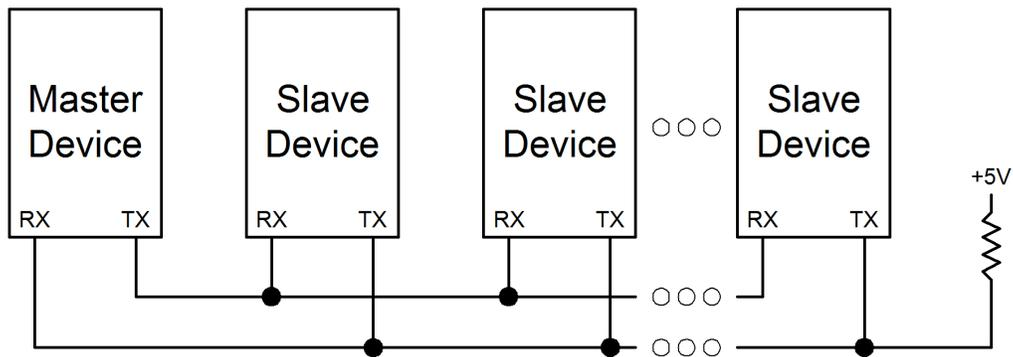 Master
Device
Slave
Device
Slave
Device
Slave
Device
+5V
RX TX
RX TX
RX TX
RX TX